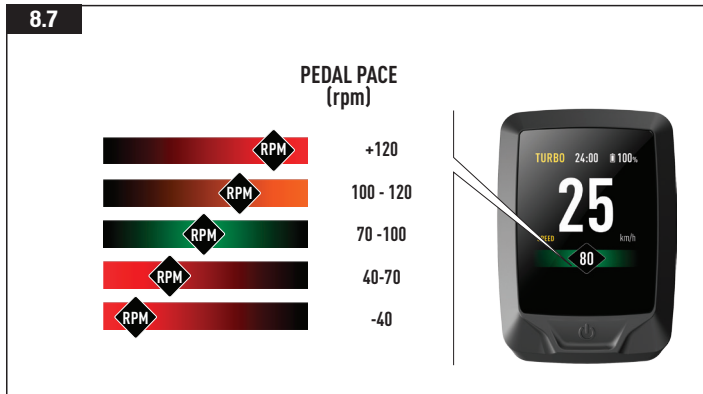 8.7
PEDAL PACE
(rpm)
RPM +120
RPM 100 - 120
RPM 70 -100
RPM 40-70
RPM -40
TURBO 24:00 100%
25
SPEED km/h
80